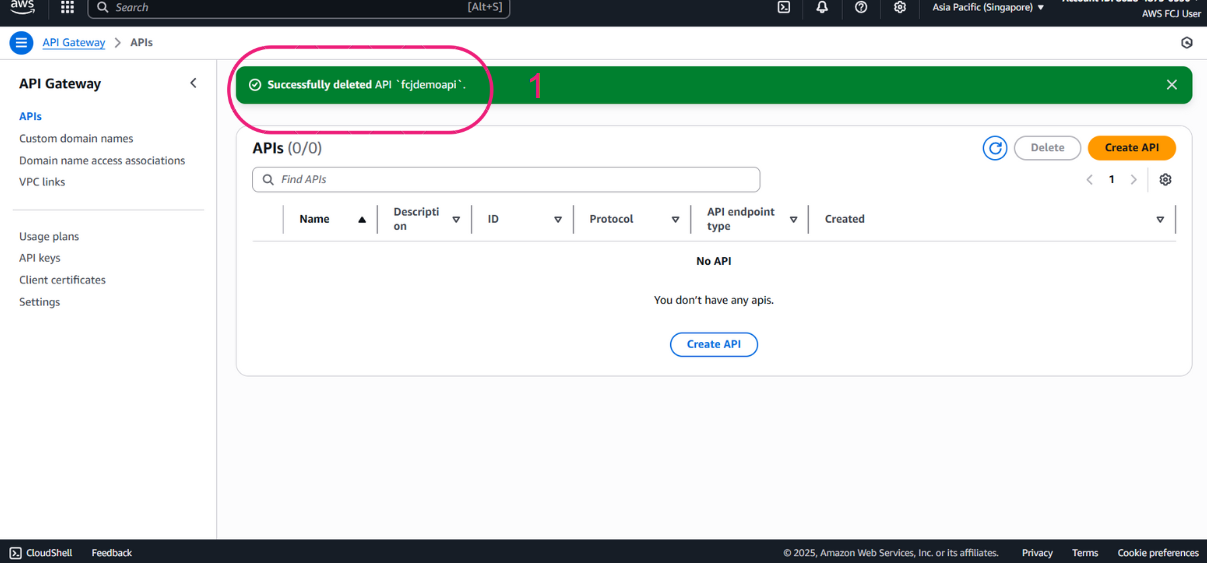 aws
Search [Alt+S]
Asia Pacific (Singapore)
AWS FCJ User
API Gateway > APIs
API Gateway
APIs
Custom domain names
Domain name access associations
VPC links
Usage plans
API keys
Client certificates
Settings
Successfully deleted API `fcjdemoapi`.
1
APIs (0/0)
Delete
Create API
Find APIs
1
Name
Descripti
on
ID
Protocol
API endpoint
type
Created
No API
You don't have any apis.
Create API
CloudShell Feedback
© 2025, Amazon Web Services, Inc. or its affiliates. Privacy Terms Cookie preferences